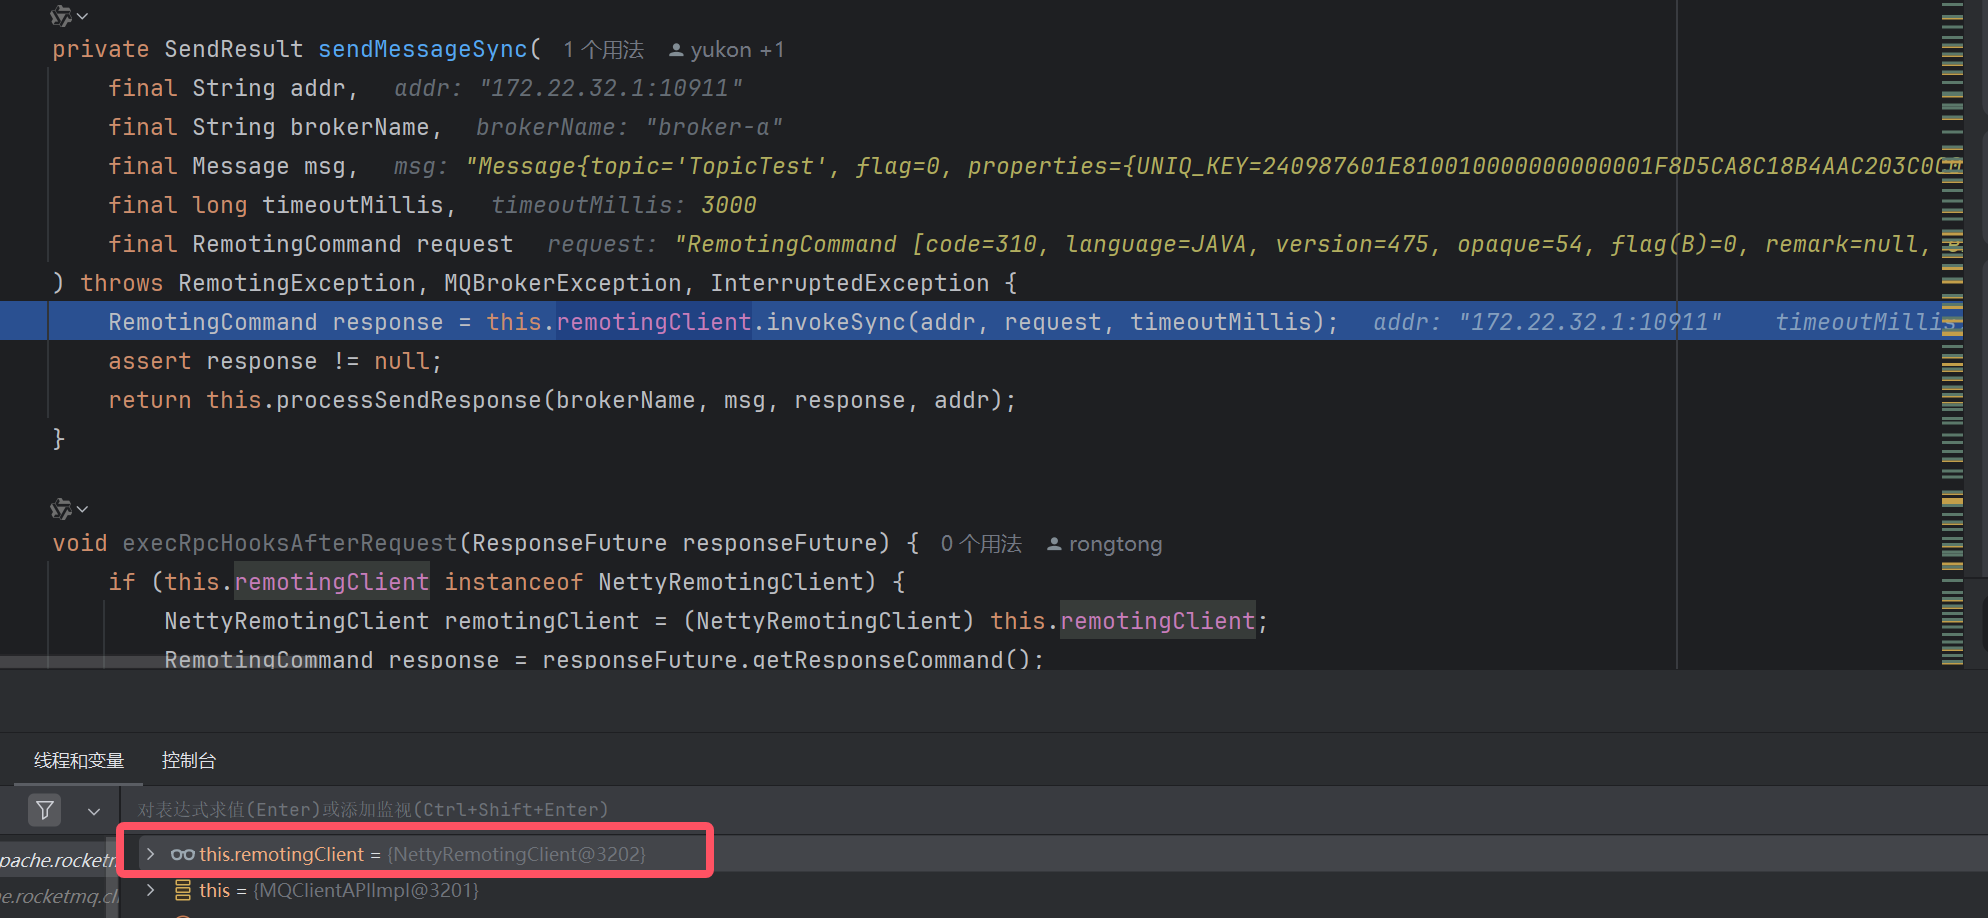 private SendResult sendMessageSync( 1 个用法 yukon +1
final String addr, addr: "172.22.32.1:10911"
final String brokerName, brokerName: "broker-a"
final Message msg, msg: "Message{topic='TopicTest', flag=0, properties={UNIQ_KEY=240987601E810010000000000001F8D5CA8C18B4AAC203C0C0
final long timeoutMillis, timeoutMillis: 3000
final RemotingCommand request request: "RemotingCommand [code=310, language=JAVA, version=475, opaque=54, flag(B)=0, remark=null,
) throws RemotingException, MQBrokerException, InterruptedException {
RemotingCommand response = this.remotingClient.invokeSync(addr, request, timeoutMillis); addr: "172.22.32.1:10911" timeoutMillis
assert response != null;
return this.processSendResponse(brokerName, msg, response, addr);
}
void execRpcHooksAfterRequest(ResponseFuture responseFuture) { 0 个用法 rongtong
if (this.remotingClient instanceof NettyRemotingClient) {
NettyRemotingClient remotingClient = (NettyRemotingClient) this.remotingClient;
RemotingCommand response = responseFuture.getResponseCommand();
线程和变量 控制台
对表达式求值(Enter)或添加监视(Ctrl+Shift+Enter)
this.remotingClient = {NettyRemotingClient@3202}
pache.rocketm
this = {MQClientAPIImpl@3201}
e.rocketmq.cli